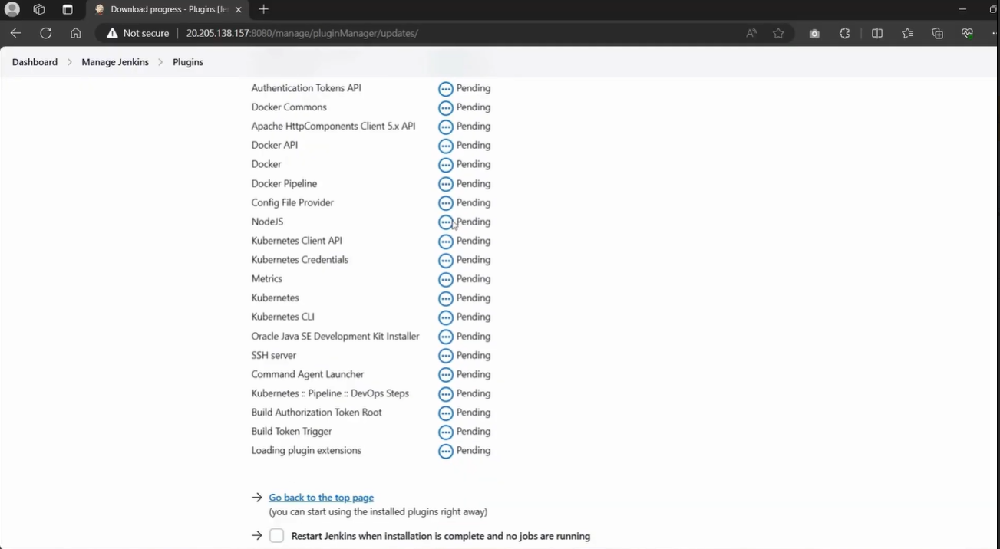 Download progress - Plugins [Je
Not secure 20.205.138.157:8080/manage/pluginManager/updates/
Dashboard > Manage Jenkins > Plugins
Authentication Tokens API Pending
Docker Commons Pending
Apache HttpComponents Client 5.x API Pending
Docker API Pending
Docker Pending
Docker Pipeline Pending
Config File Provider Pending
NodeJS Pending
Kubernetes Client API Pending
Kubernetes Credentials Pending
Metrics Pending
Kubernetes Pending
Kubernetes CLI Pending
Oracle Java SE Development Kit Installer Pending
SSH server Pending
Command Agent Launcher Pending
Kubernetes :: Pipeline :: DevOps Steps Pending
Build Authorization Token Root Pending
Build Token Trigger Pending
Loading plugin extensions Pending
→ Go back to the top page
(you can start using the installed plugins right away)
→ Restart Jenkins when installation is complete and no jobs are running